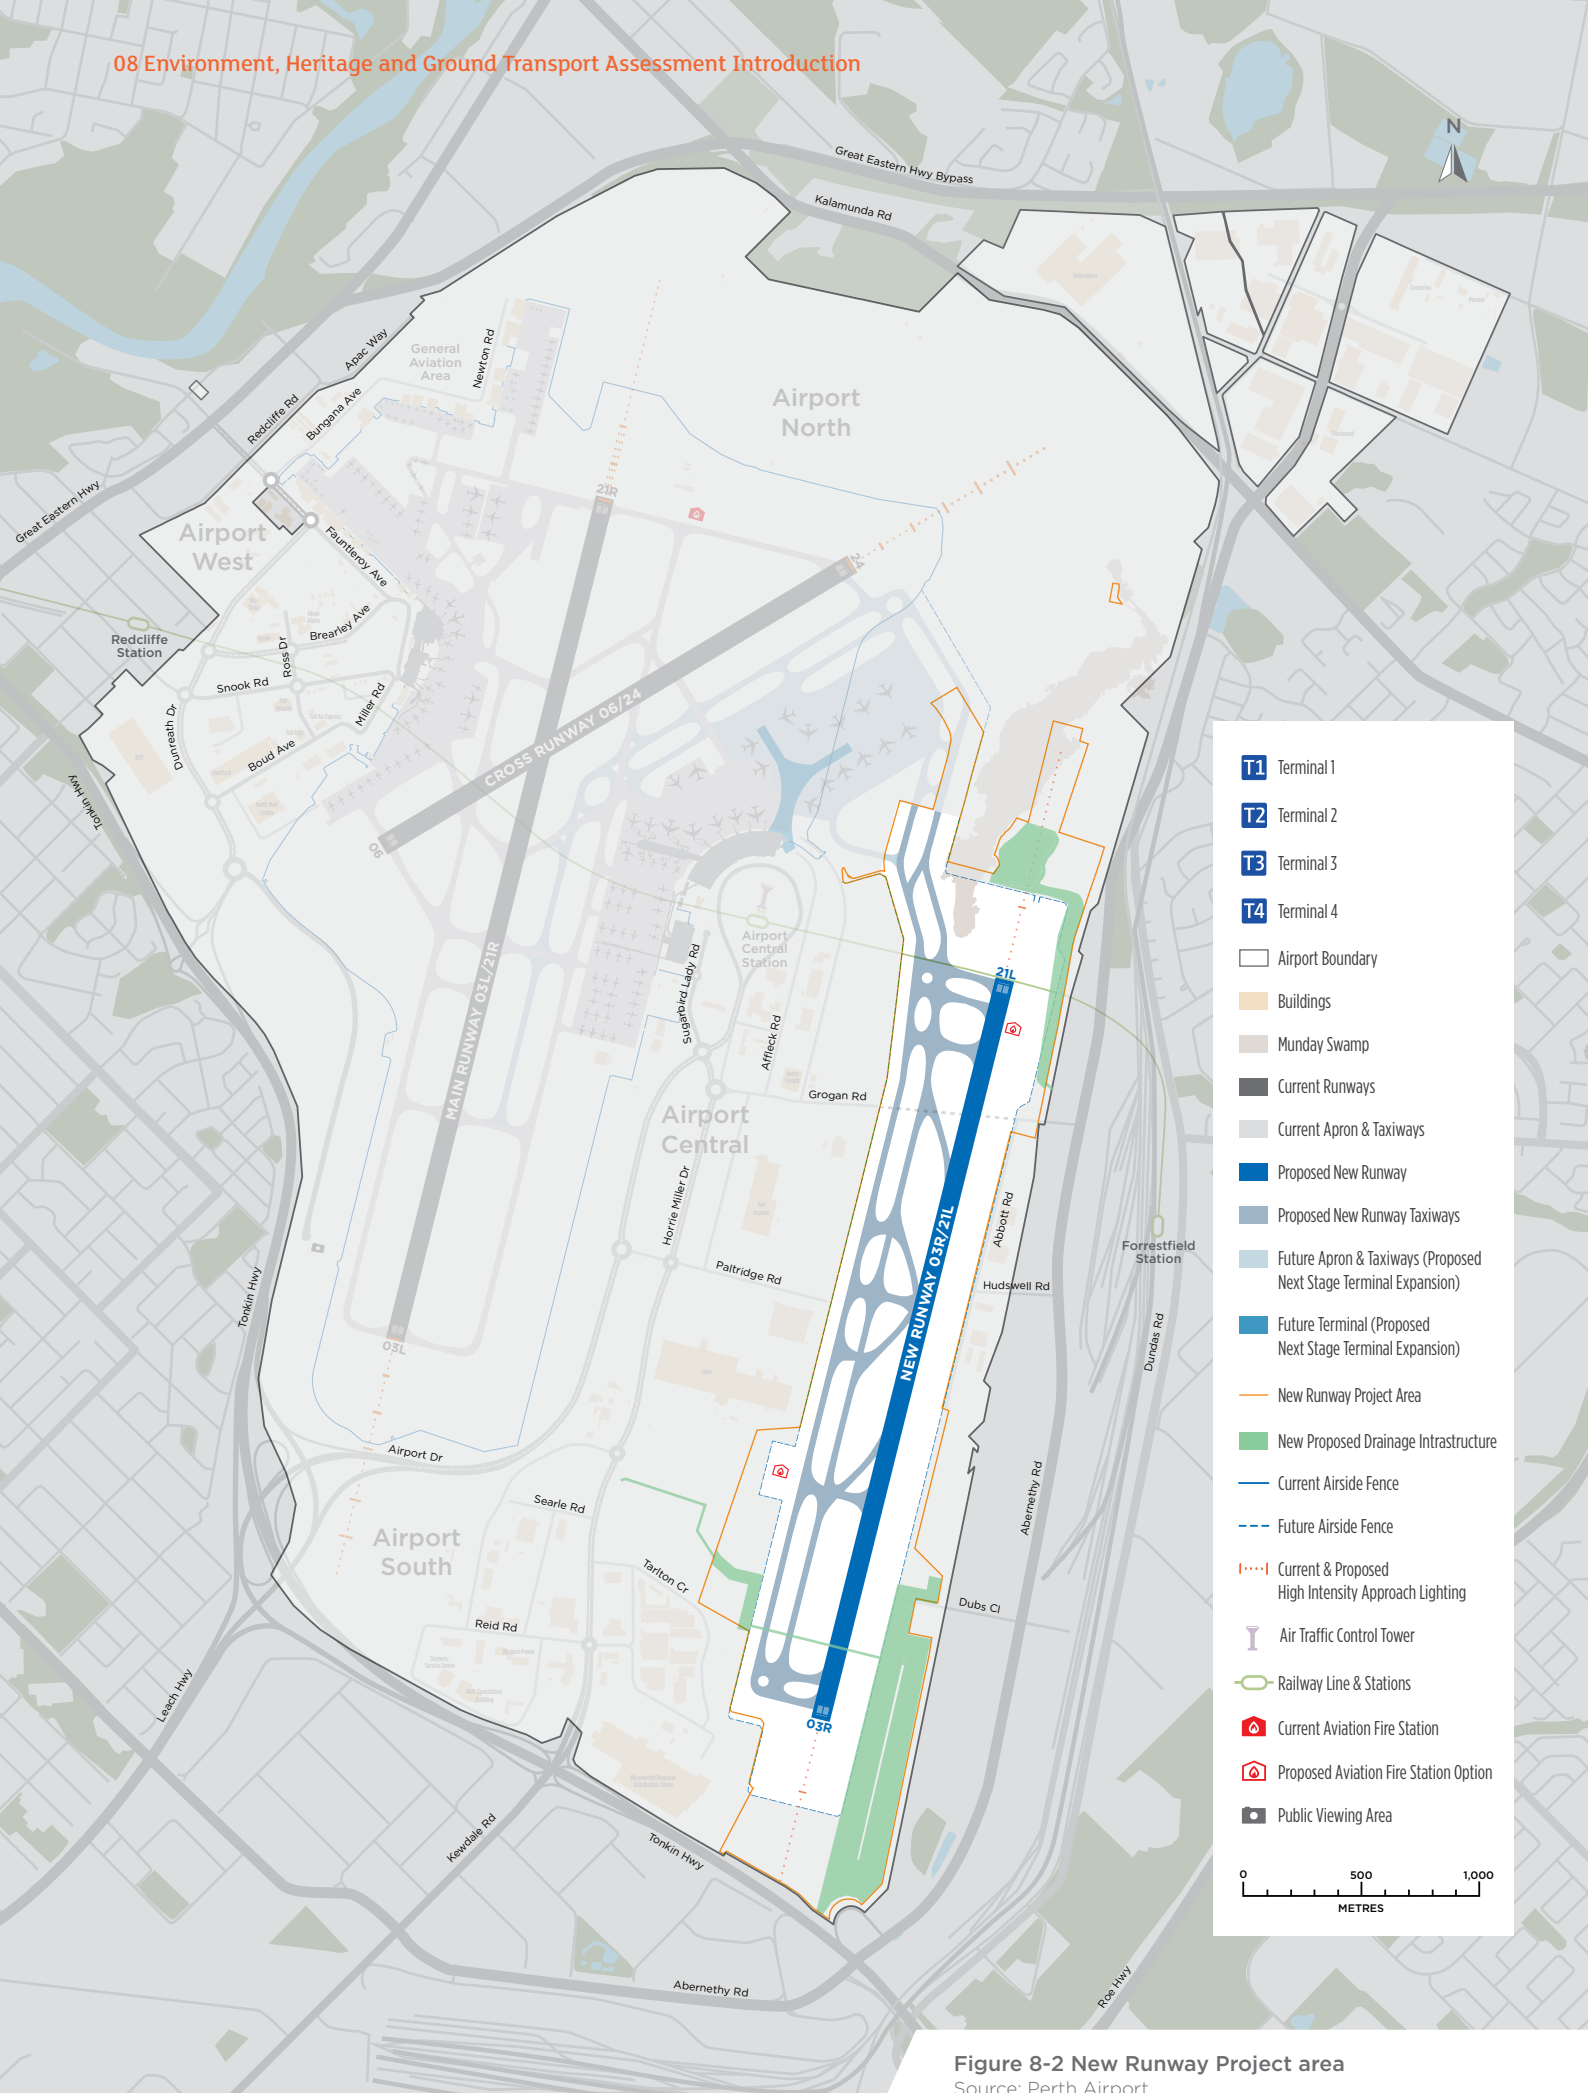 08 Environment, Heritage and Ground Transport Assessment Introduction
N
Great Eastern Hwy Bypass
Kalamunda Rd
Apac Way
Newton Rd
General
Aviation
Area
Redcliffe Rd
Bungana Ave
Airport
North
Great Eastern Hwy
21R
24
Airport
West
Fauntleroy Ave
Redcliffe
Station
Brearley Ave
Ross Dr
Snook Rd
Miller Rd
Dunreath Dr
Boud Ave
CROSS RUNWAY 06/24
06
Tonkin Hwy
Airport
Central
Station
Sugarbird Lady Rd
Affleck Rd
21L
MAIN RUNWAY 03L/21R
Grogan Rd
Airport
Central
Horrie Miller Dr
Abbott Rd
NEW RUNWAY 03R/21L
Forrestfield
Station
Paltridge Rd
Hudswell Rd
Tonkin Hwy
03L
Dundas Rd
Airport Dr
Searle Rd
Abernethy Rd
Airport
South
Tarlton Cr
Dubs Cl
Reid Rd
Leach Hwy
03R
Kewdale Rd
Tonkin Hwy
Abernethy Rd
Roe Hwy
T1 Terminal 1
T2 Terminal 2
T3 Terminal 3
T4 Terminal 4
Airport Boundary
Buildings
Munday Swamp
Current Runways
Current Apron & Taxiways
Proposed New Runway
Proposed New Runway Taxiways
Future Apron & Taxiways (Proposed
Next Stage Terminal Expansion)
Future Terminal (Proposed
Next Stage Terminal Expansion)
New Runway Project Area
New Proposed Drainage Intrastructure
Current Airside Fence
Future Airside Fence
Current & Proposed
High Intensity Approach Lighting
Air Traffic Control Tower
Railway Line & Stations
Current Aviation Fire Station
Proposed Aviation Fire Station Option
Public Viewing Area
0 500 1,000
METRES
Figure 8-2 New Runway Project area
Source: Perth Airport